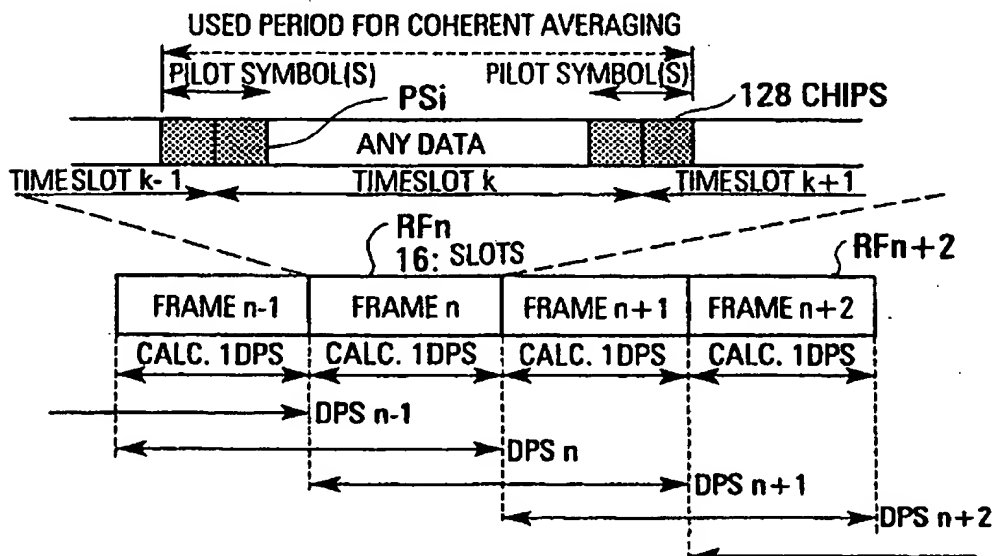 USED PERIOD FOR COHERENT AVERAGING
PILOT SYMBOL(S) PILOT SYMBOL(S)
PSi 128 CHIPS
ANY DATA
TIMESLOT k-1 TIMESLOT k TIMESLOT k+1
RFn RFn+2
16: SLOTS
FRAME n-1 FRAME n FRAME n+1 FRAME n+2
CALC. 1DPS CALC. 1DPS CALC. 1DPS CALC. 1DPS
DPS n-1
DPS n
DPS n+1
DPS n+2